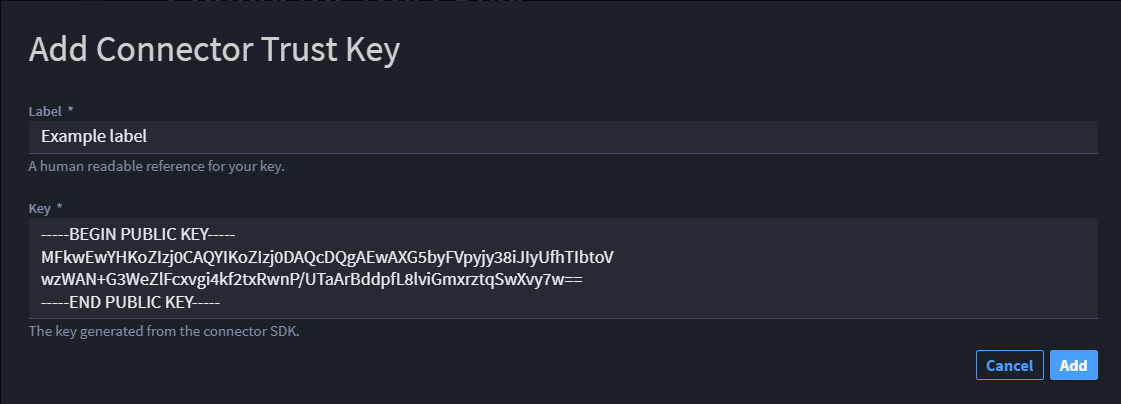 Add Connector Trust Key
Label *
Example label
A human readable reference for your key.
Key *
-----BEGIN PUBLIC KEY-----
MFkwEwYHKoZIzj0CAQYIKoZIzj0DAQcDQgAEwAXG5byFVpyjy38iJIyUfhTIbtoV
wzWAN+G3WeZlFcxvgi4kf2txRwnP/UTaArBddpfL8lviGmxrztqSwXvy7w==
-----END PUBLIC KEY-----
The key generated from the connector SDK.
Cancel Add